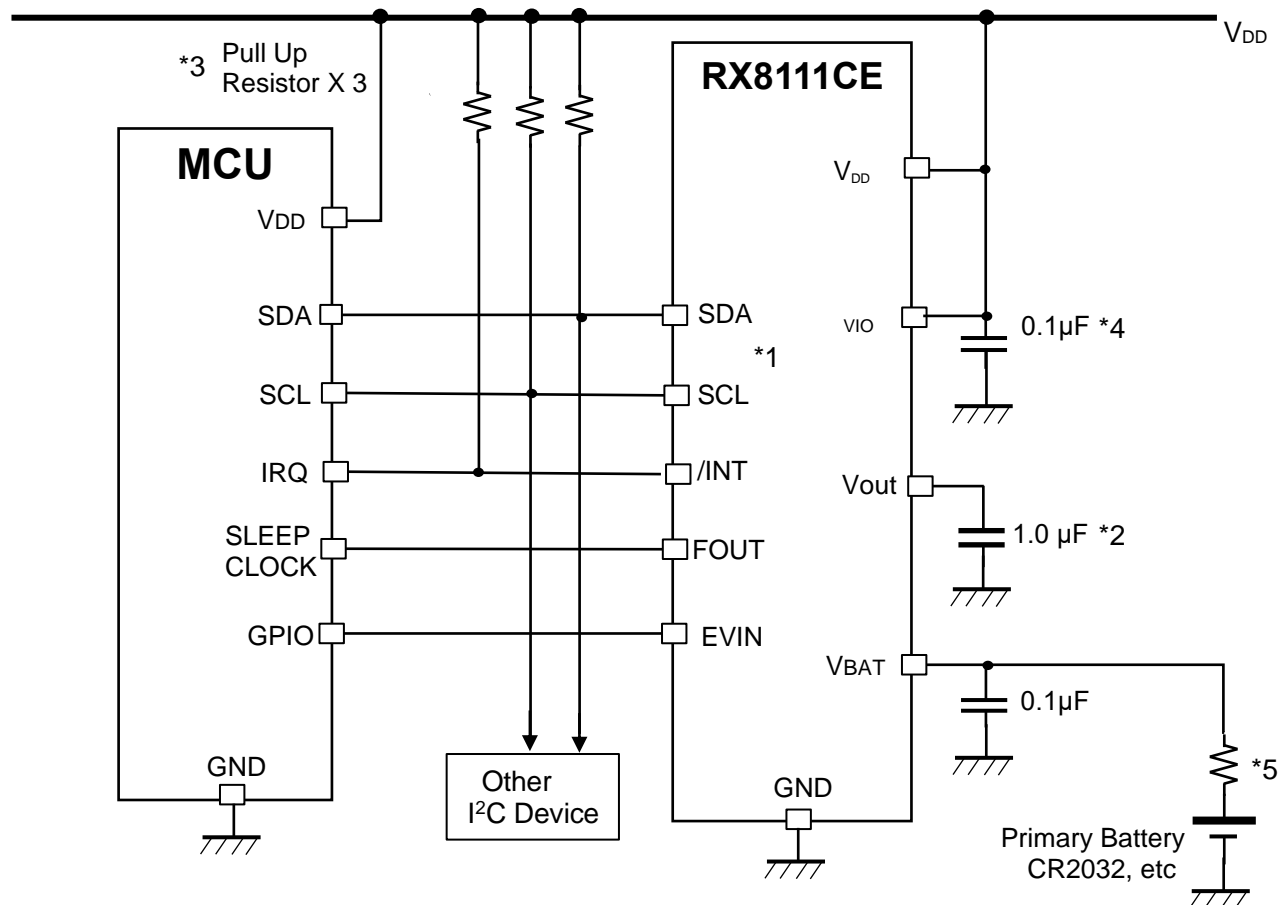 VDD
*3 Pull Up
Resistor X 3
RX8111CE
MCU
VDD
VDD
SDA
SDA
VIO
0.1µF *4
*1
SCL
SCL
IRQ
/INT
Vout
SLEEP
CLOCK
FOUT
1.0 µF *2
GPIO
EVIN
VBAT
0.1µF
GND
Other
I²C Device
GND
*5
Primary Battery
CR2032, etc